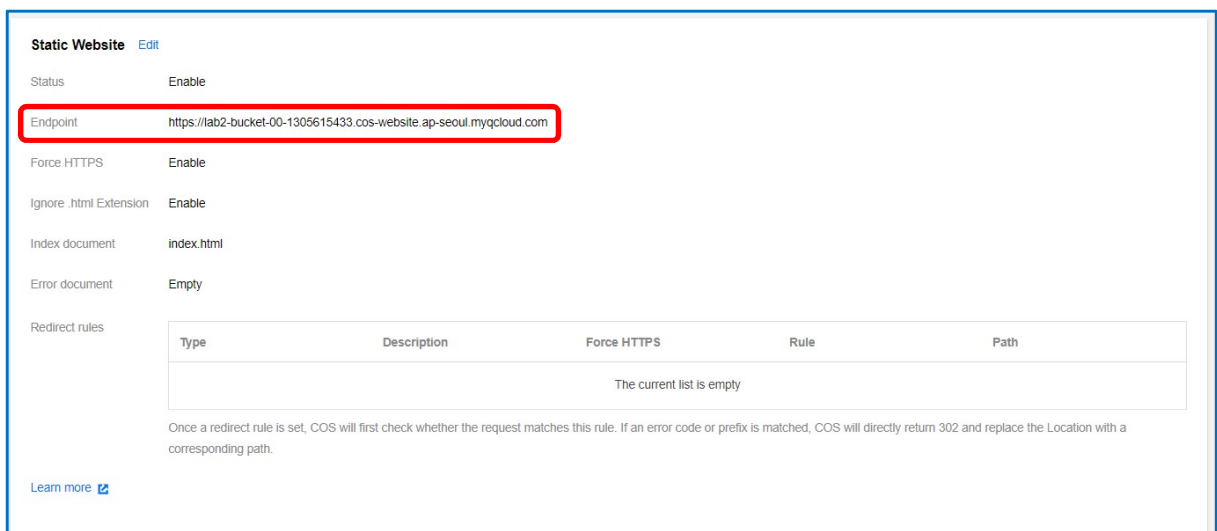 Static Website Edit
Status Enable
Endpoint https://lab2-bucket-00-1305615433.cos-website.ap-seoul.myqcloud.com
Force HTTPS Enable
Ignore .html Extension Enable
Index document index.html
Error document Empty
Redirect rules
Type Description Force HTTPS Rule Path
The current list is empty
Once a redirect rule is set, COS will first check whether the request matches this rule. If an error code or prefix is matched, COS will directly return 302 and replace the Location with a
corresponding path.
Learn more